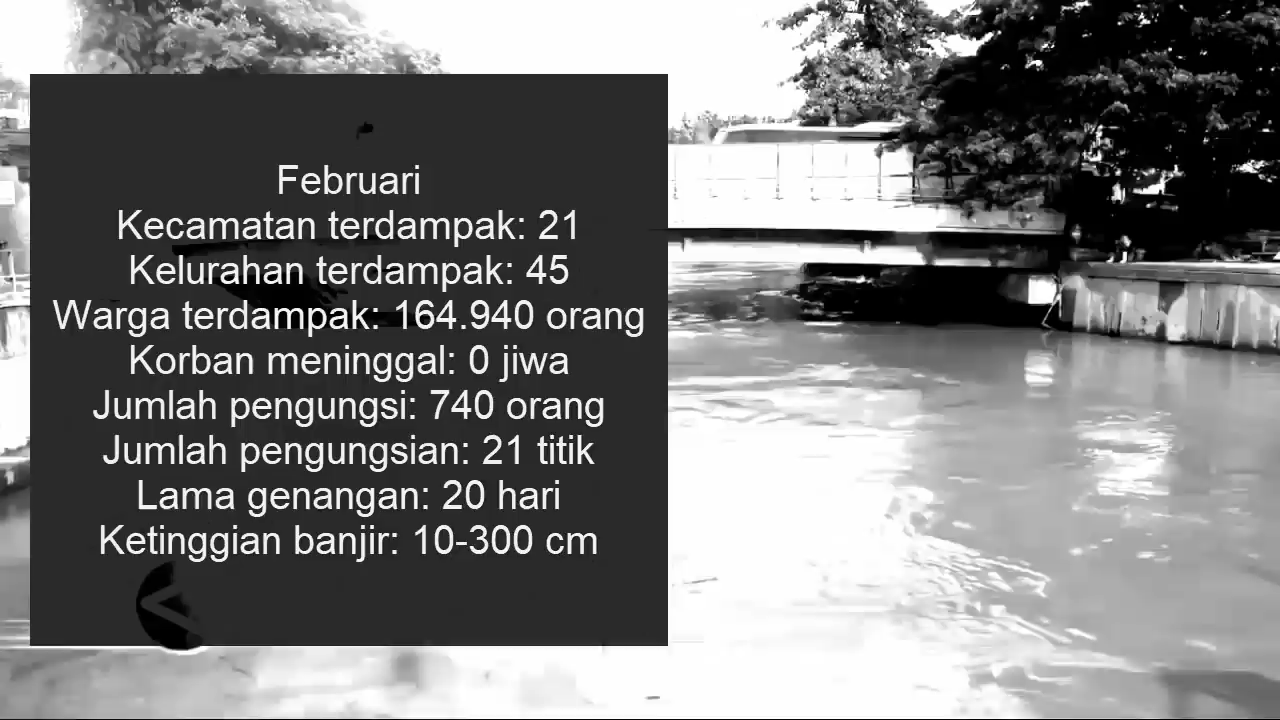 Februari
Kecamatan terdampak: 21
Kelurahan terdampak: 45
Warga terdampak: 164.940 orang
Korban meninggal: 0 jiwa
Jumlah pengungsi: 740 orang
Jumlah pengungsian: 21 titik
Lama genangan: 20 hari
Ketinggian banjir: 10-300 cm